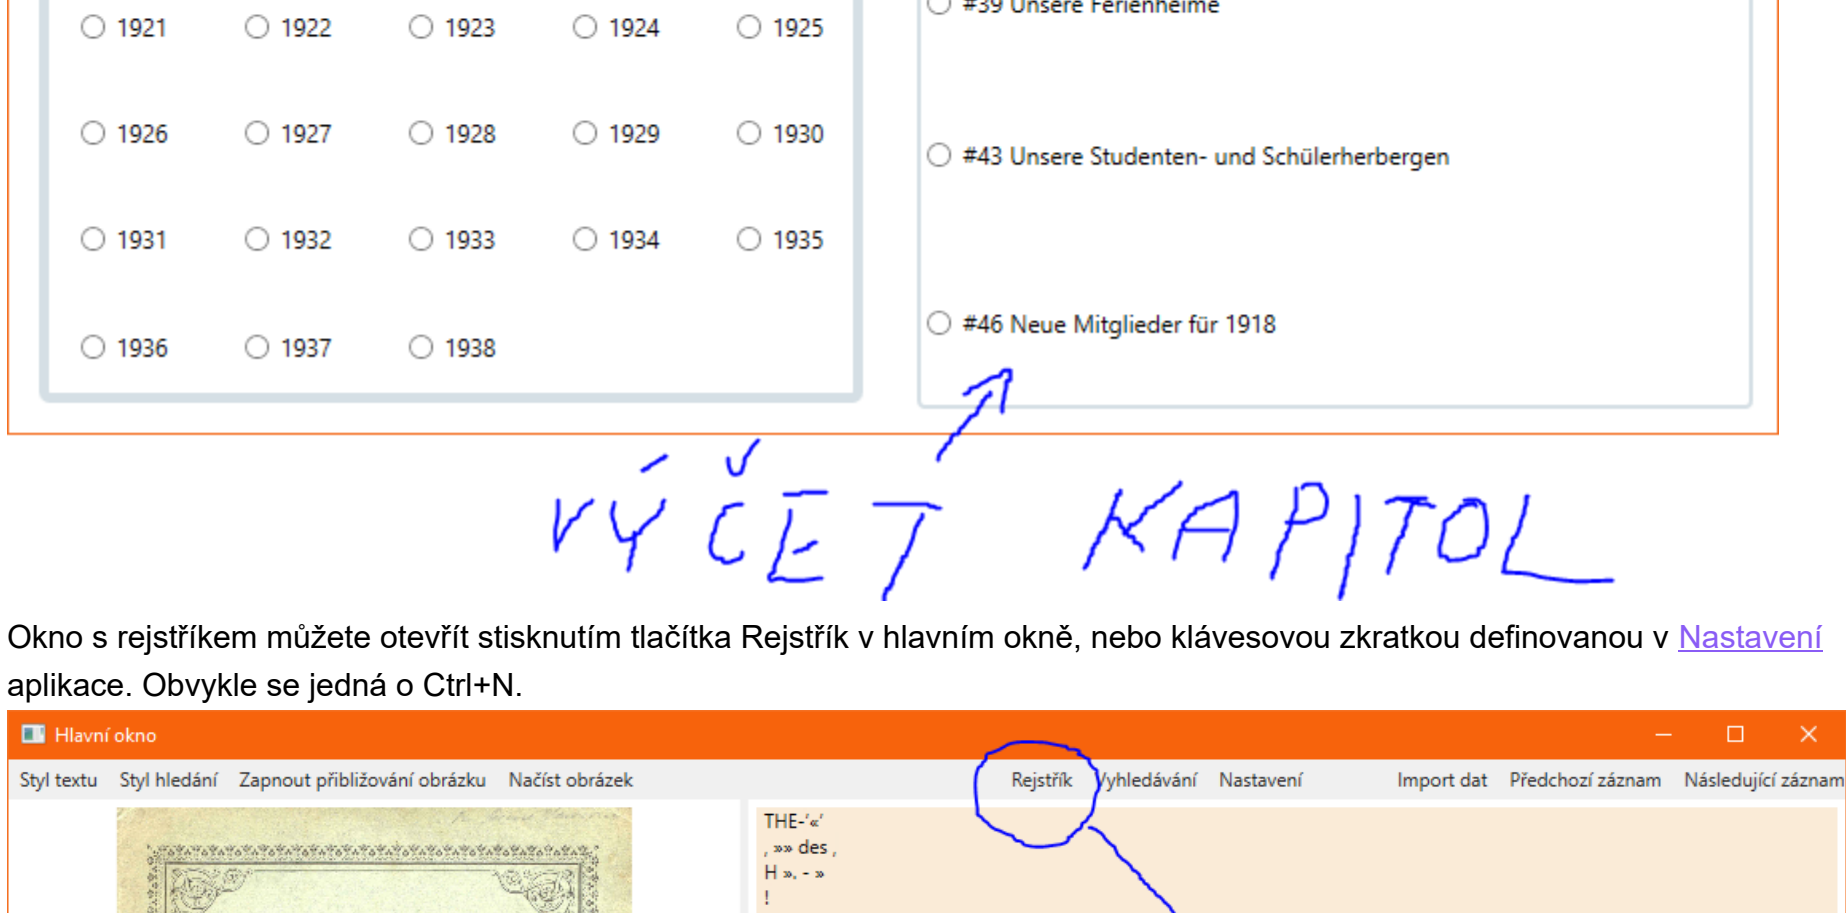 #39 Unsere Ferienheime
1921 1922 1923 1924 1925
1926 1927 1928 1929 1930
#43 Unsere Studenten- und Schülerherbergen
1931 1932 1933 1934 1935
#46 Neue Mitglieder für 1918
1936 1937 1938
VÝČET KAPITOL
Okno s rejstříkem můžete otevřít stisknutím tlačítka Rejstřík v hlavním okně, nebo klávesovou zkratkou definovanou v Nastavení
aplikace. Obvykle se jedná o Ctrl+N.
Hlavní okno
Styl textu Styl hledání Zapnout přibližování obrázku Načíst obrázek Rejstřík Vyhledávání Nastavení Import dat Předchozí záznam Následující záznam
THE-‘«’
, »» des ,
H ». - »
!